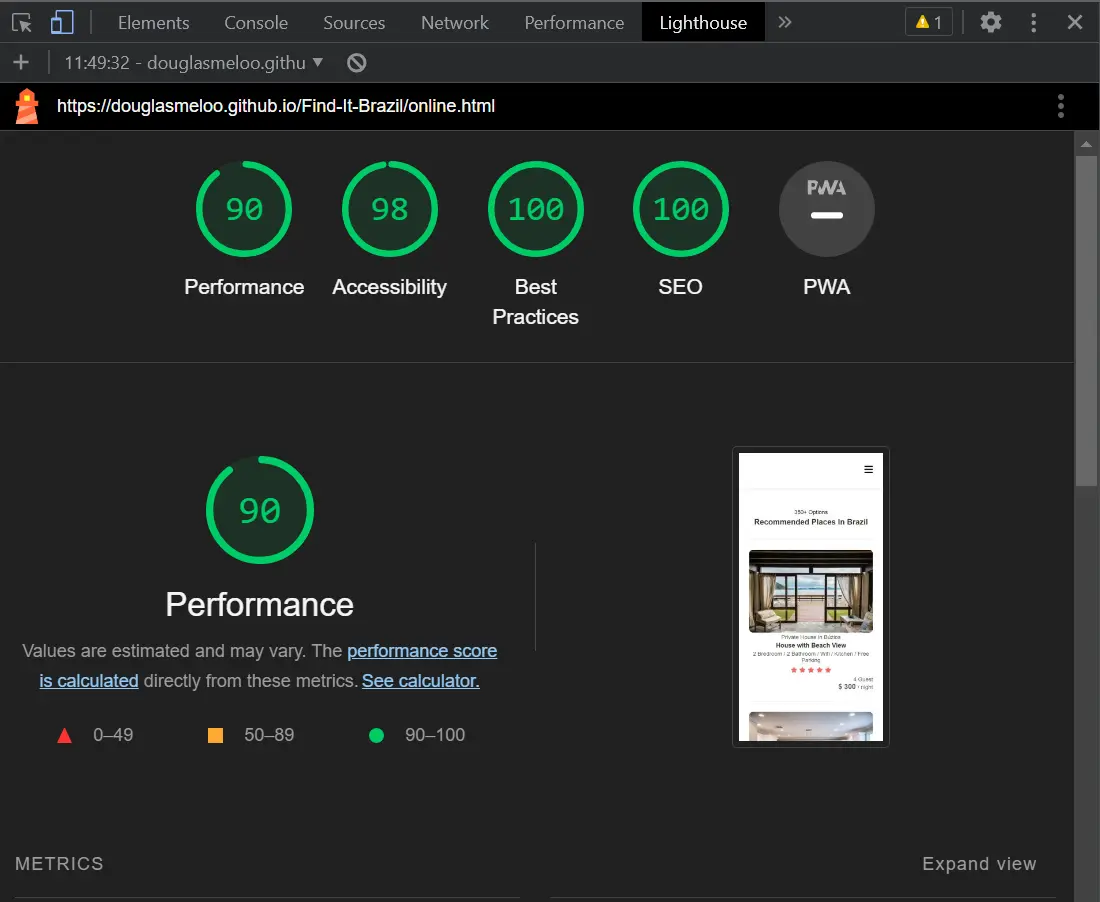 Elements Console Sources Network Performance Lighthouse 1
11:49:32 - douglasmeloo.githu
https://douglasmeloo.github.io/Find-It-Brazil/online.html
90 98 100 100 PWA
Performance Accessibility Best Practices SEO PWA
90
Performance
Values are estimated and may vary. The performance score
is calculated directly from these metrics. See calculator.
0–49 50–89 90–100
350+ Options
Recommended Places In Brazil
Private House in Búzios
House with Beach View
2 Bedroom / 2 Bathroom / Wifi / Kitchen / Free
Parking
4 Guest
$ 300 / night
METRICS Expand view